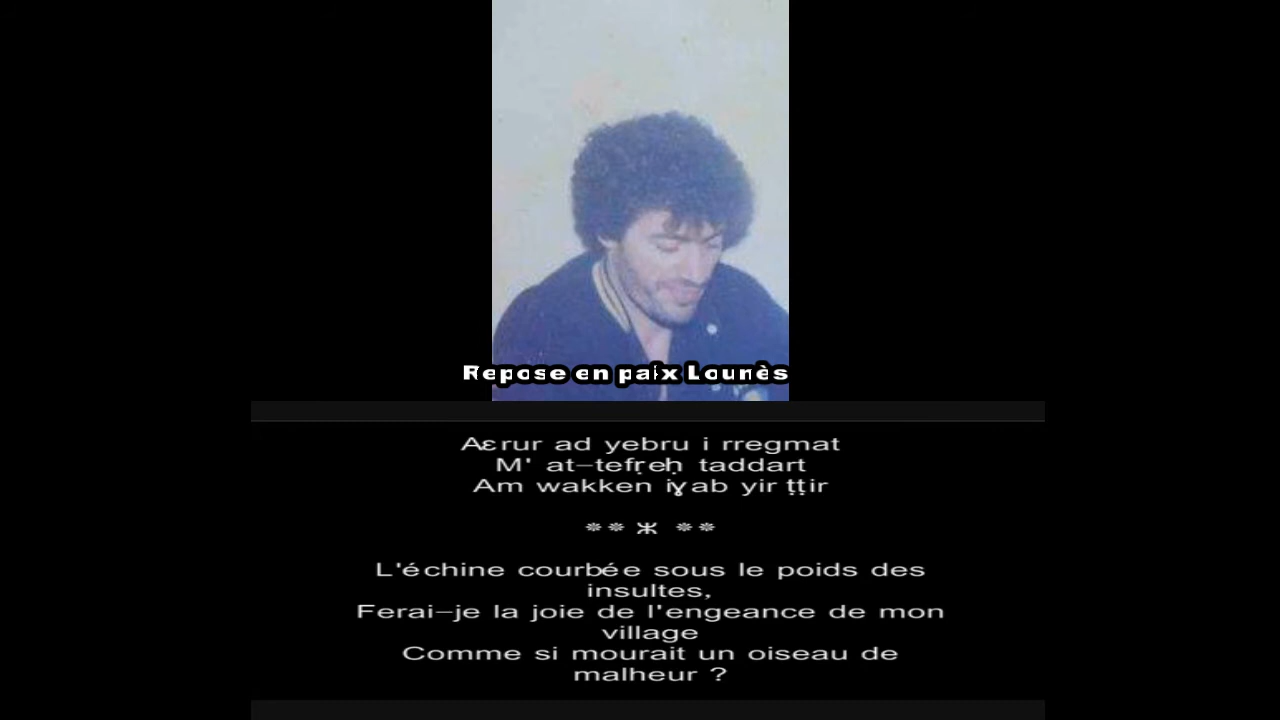 Repose en paix Lounès
Aɛrur ad yebru i rregmat
M' at-tefṛeḥ taddart
Am wakken iɣab yir ṭṭir
** ⵣ **
L'échine courbée sous le poids des
insultes,
Ferai-je la joie de l'engeance de mon
village
Comme si mourait un oiseau de
malheur ?